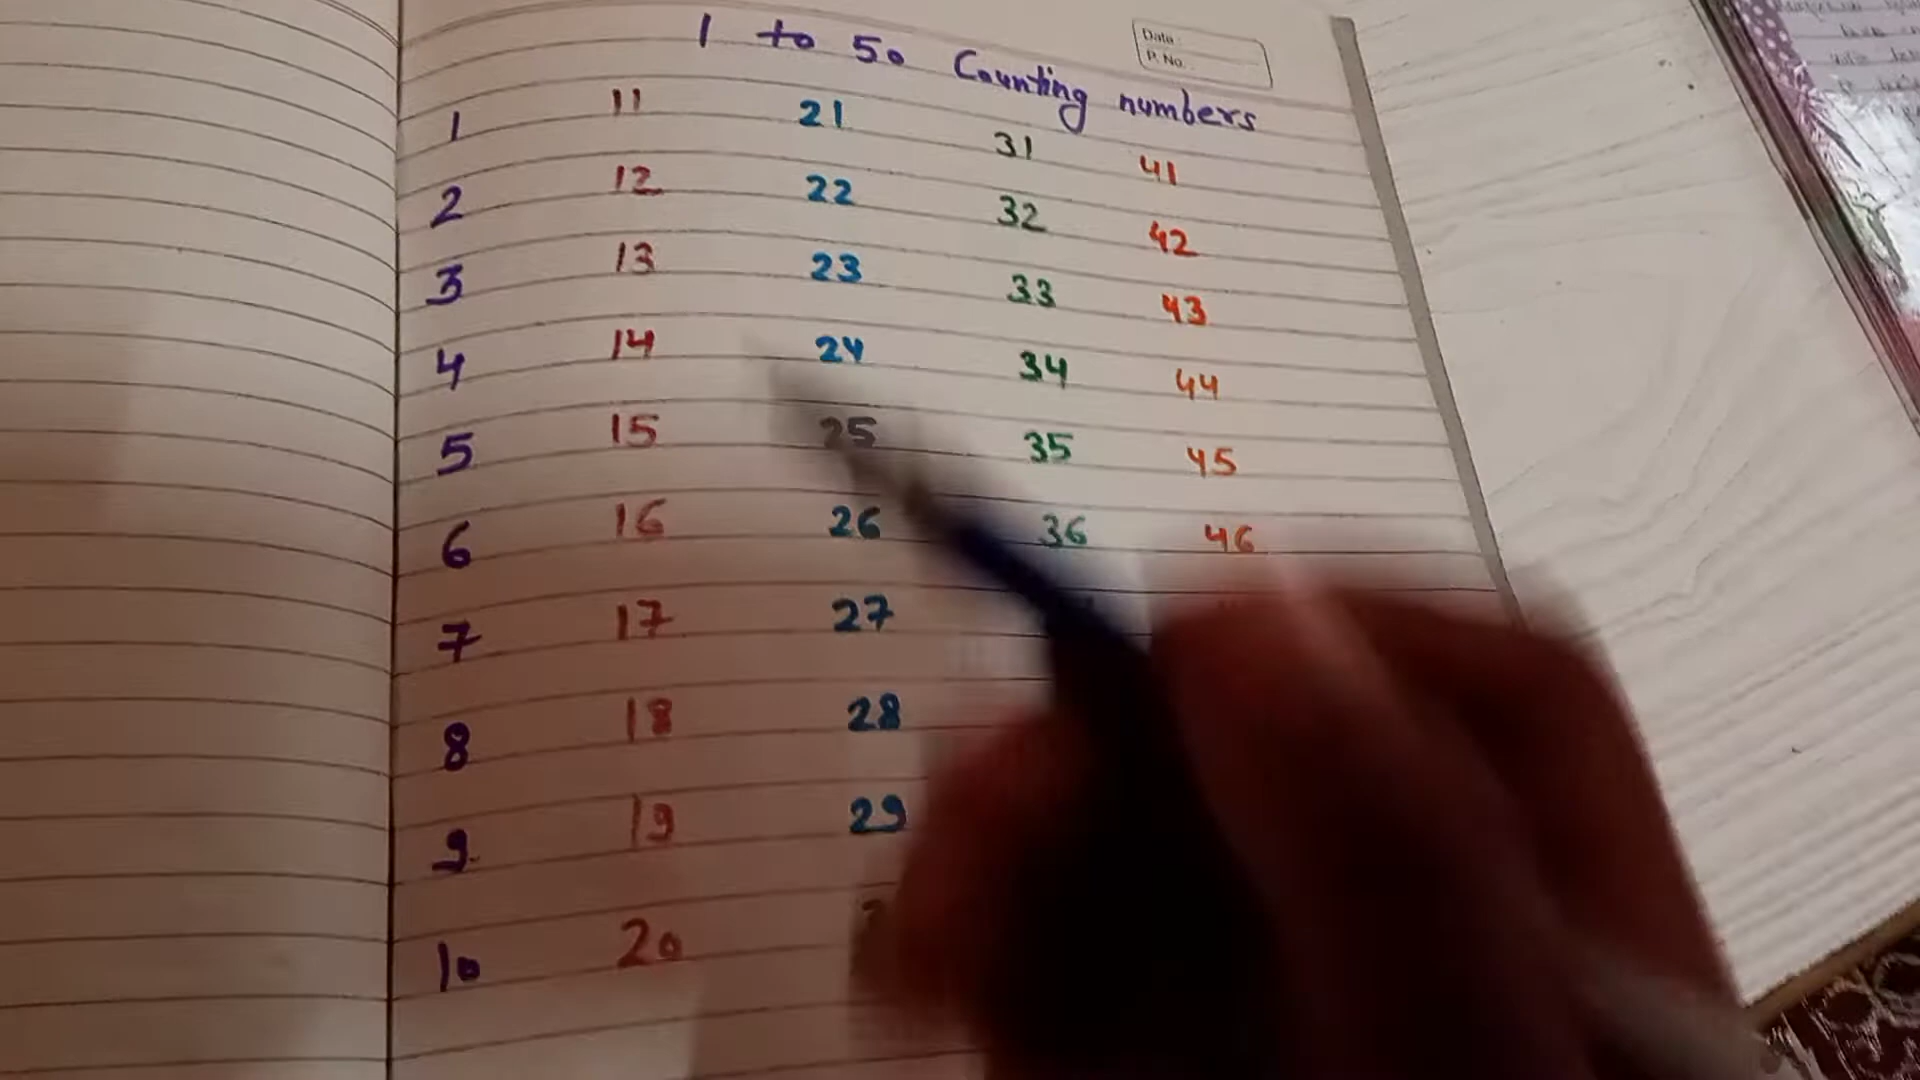 1 to 50 Counting numbers
Date :
P. No. :
1 11 21 31 41
2 12 22 32 42
3 13 23 33 43
4 14 24 34 44
5 15 25 35 45
6 16 26 36 46
7 17 27
8 18 28
9 19 29
10 20